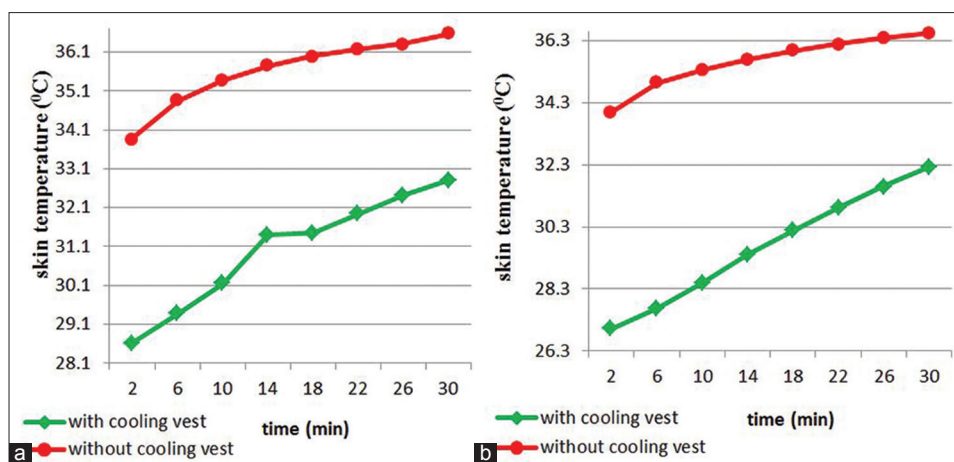 skin temperature (⁰C)
36.1
35.1
34.1
33.1
32.1
31.1
30.1
29.1
28.1
2 6 10 14 18 22 26 30
time (min)
with cooling vest
without cooling vest
a
skin temperature (⁰C)
36.3
34.3
32.3
30.3
28.3
26.3
2 6 10 14 18 22 26 30
time (min)
with cooling vest
without cooling vest
b